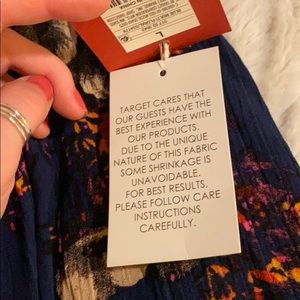 L
TARGET CARES THAT
OUR GUESTS HAVE THE
BEST EXPERIENCE WITH
OUR PRODUCTS.
DUE TO THE UNIQUE
NATURE OF THIS FABRIC
SOME SHRINKAGE IS
UNAVOIDABLE.
FOR BEST RESULTS,
PLEASE FOLLOW CARE
INSTRUCTIONS
CAREFULLY.